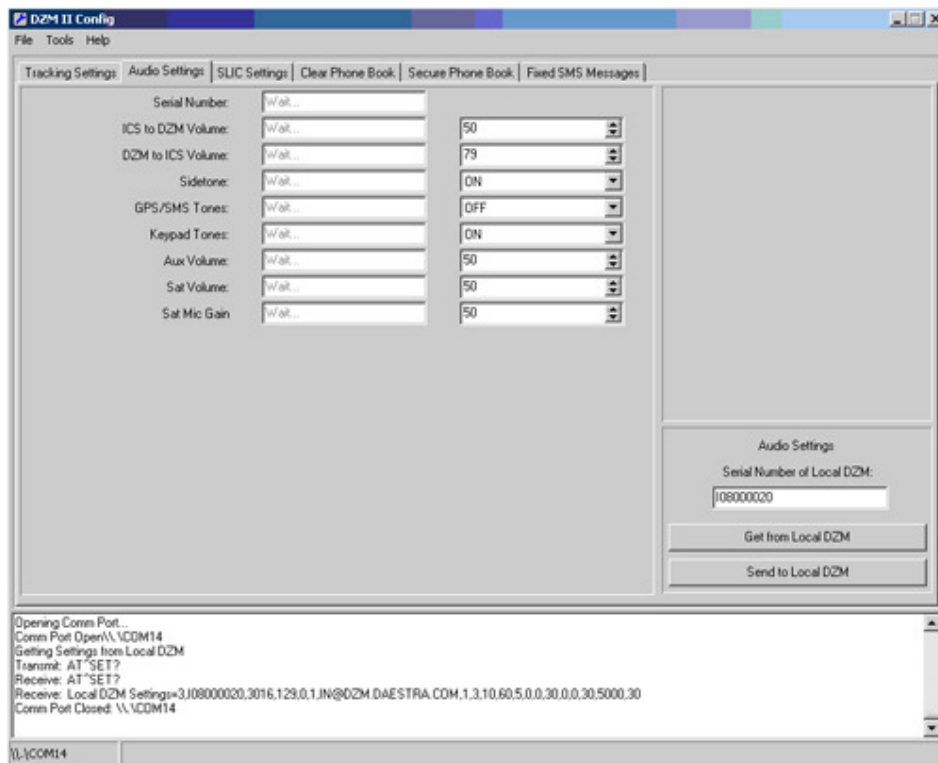 DZM II Config
File Tools Help
Tracking Settings Audio Settings SLIC Settings Clear Phone Book Secure Phone Book Fixed SMS Messages
Serial Number: Wait...
ICS to DZM Volume: Wait... 50
DZM to ICS Volume: Wait... 79
Sidetone: Wait... ON
GPS/SMS Tones: Wait... OFF
Keypad Tones: Wait... ON
Aux Volume: Wait... 50
Sat Volume: Wait... 50
Sat Mic Gain Wait... 50
Audio Settings
Serial Number of Local DZM:
I08000020
Get from Local DZM
Send to Local DZM
Opening Comm Port...
Comm Port Open\\.\COM14
Getting Settings from Local DZM
Transmit: AT^SET?
Receive: AT^SET?
Receive: Local DZM Settings=3,I08000020,3016,129,0,1,IN@DZM.DAESTRA.COM,1,3,10,60,5,0,0,30,0,0,30,5000,30
Comm Port Closed: \\.\COM14
\\.\COM14